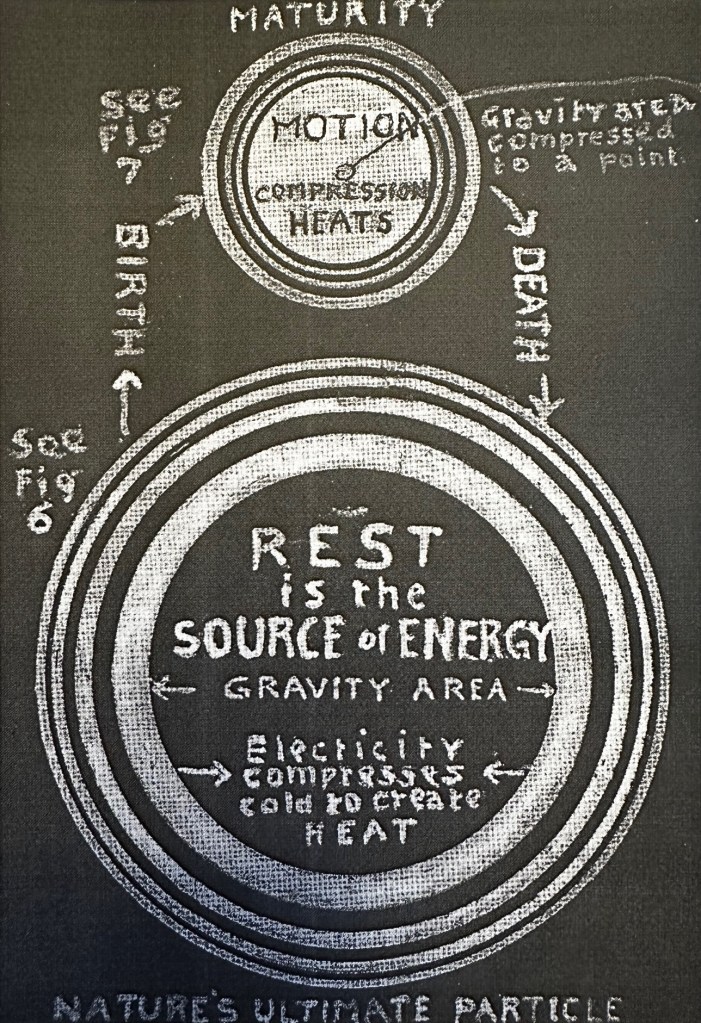 MATURITY
See
Fig
7
MOTION
COMPRESSION
HEATS
Gravity area
compressed
to a point
BIRTH
DEATH
See
Fig
6
REST
is the
SOURCE of ENERGY
GRAVITY AREA
Electricity
compresses
cold to create
HEAT
NATURE'S ULTIMATE PARTICLE